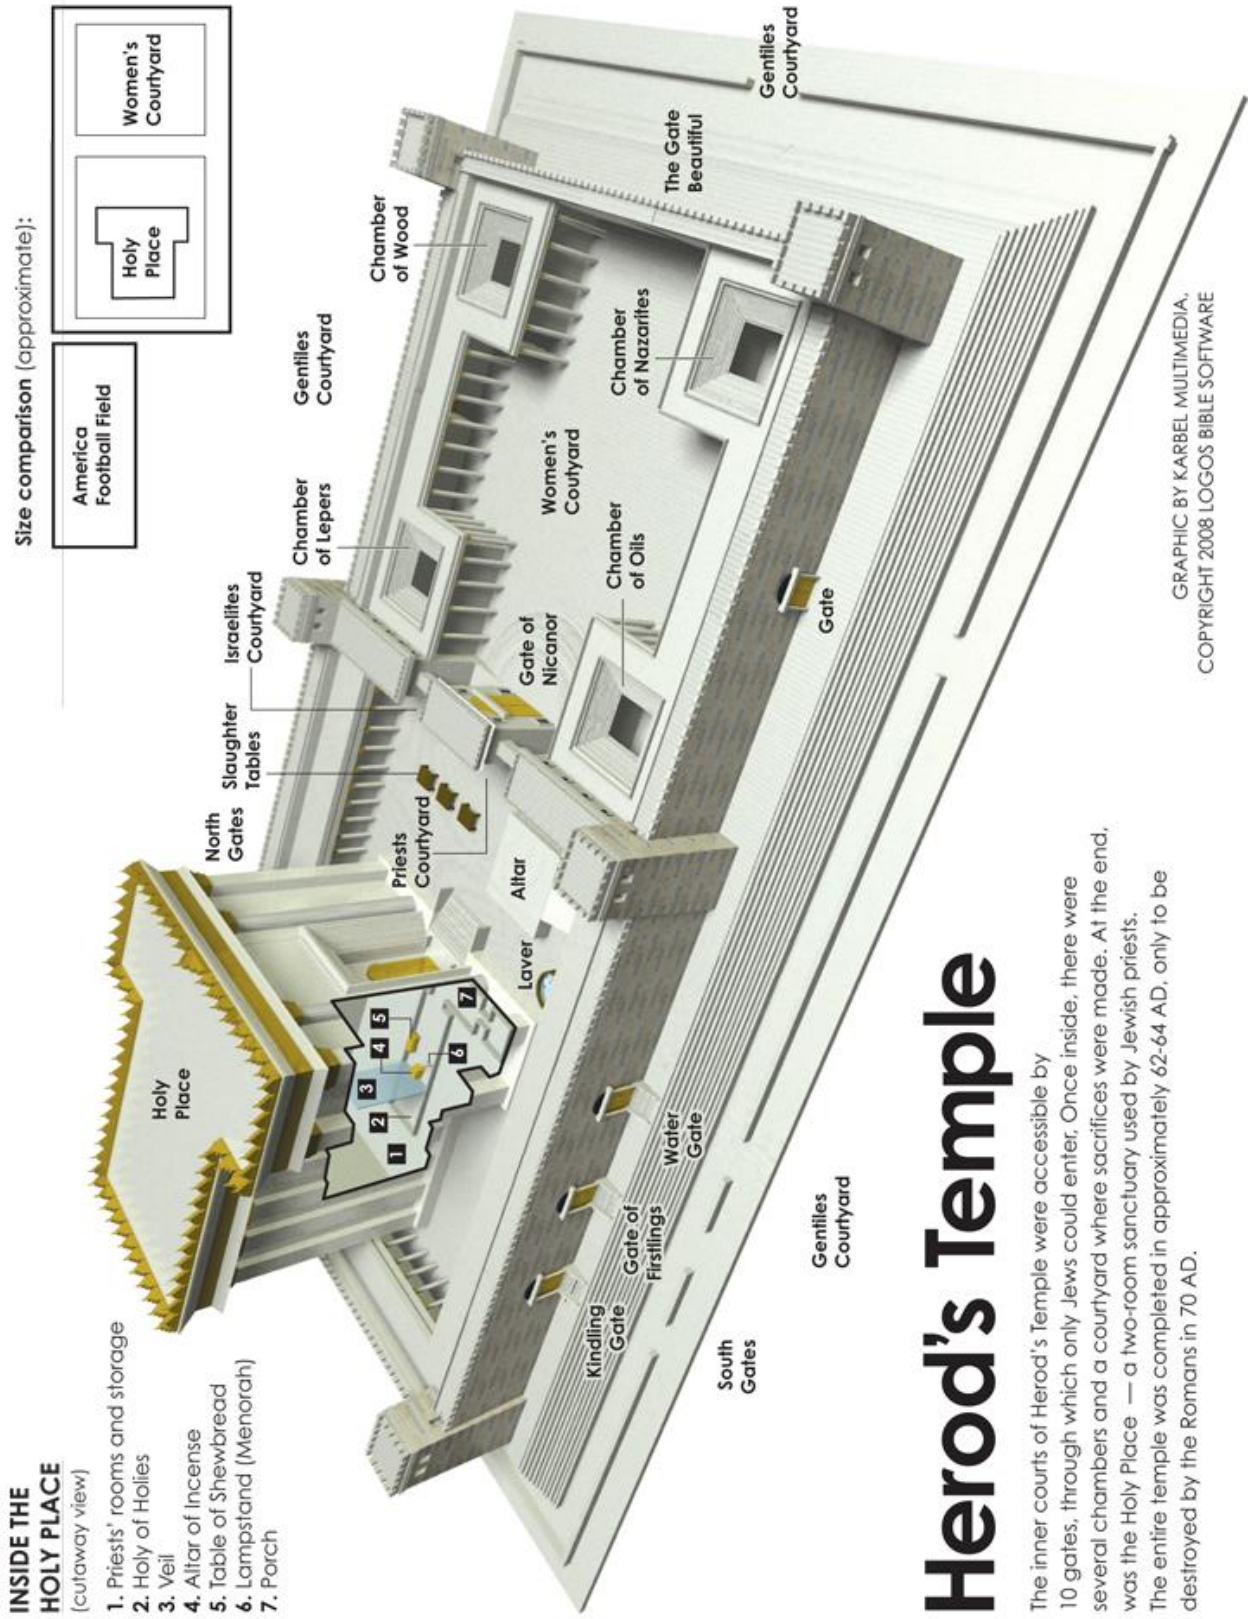 INSIDE THE
HOLY PLACE
(cutaway view)
1. Priests' rooms and storage
2. Holy of Holies
3. Veil
4. Altar of Incense
5. Table of Shewbread
6. Lampstand (Menorah)
7. Porch
Size comparison (approximate):
America
Football Field
Holy
Place
Women's
Courtyard
Holy
Place
1
2
3
4
5
6
7
North
Gates
Slaughter
Tables
Israelites
Courtyard
Chamber
of Lepers
Gentiles
Courtyard
Chamber
of Wood
Priests
Courtyard
Altar
Laver
Gate of
Nicanor
Women's
Coutyard
Chamber
of Oils
Chamber
of Nazarites
The Gate
Beautiful
Gentiles
Courtyard
Kindling
Gate
Gate of
Firstlings
Water
Gate
Gate
South
Gates
Gentiles
Courtyard
Herod's Temple
The inner courts of Herod's Temple were accessible by
10 gates, through which only Jews could enter. Once inside, there were
several chambers and a courtyard where sacrifices were made. At the end,
was the Holy Place — a two-room sanctuary used by Jewish priests.
The entire temple was completed in approximately 62-64 AD, only to be
destroyed by the Romans in 70 AD.
GRAPHIC BY KARBEL MULTIMEDIA,
COPYRIGHT 2008 LOGOS BIBLE SOFTWARE